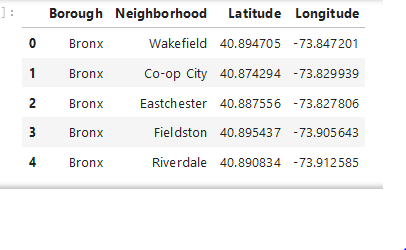 ]:
Borough Neighborhood Latitude Longitude
0 Bronx Wakefield 40.894705 -73.847201
1 Bronx Co-op City 40.874294 -73.829939
2 Bronx Eastchester 40.887556 -73.827806
3 Bronx Fieldston 40.895437 -73.905643
4 Bronx Riverdale 40.890834 -73.912585